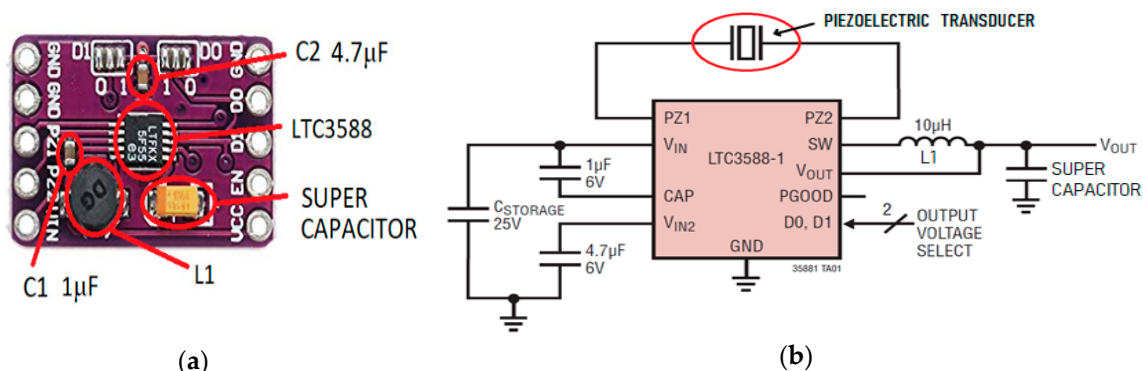 C2 4.7μF
LTC3588
SUPER
CAPACITOR
L1
C1 1μF
GND
GND
PZ1
PZ2
VIN
D1
D0
0 1 1 0
GND
D0
EN
VCC
LTFKX
5F55
e3
DG
(a)
PIEZOELECTRIC TRANSDUCER
PZ1
PZ2
VIN
LTC3588-1
SW
10μH
L1
VOUT
1μF
6V
VOUT
SUPER
CAPACITOR
CAP
PGOOD
CSTORAGE
25V
VIN2
D0, D1
2
OUTPUT
VOLTAGE
SELECT
4.7μF
6V
GND
35881 TA01
(b)